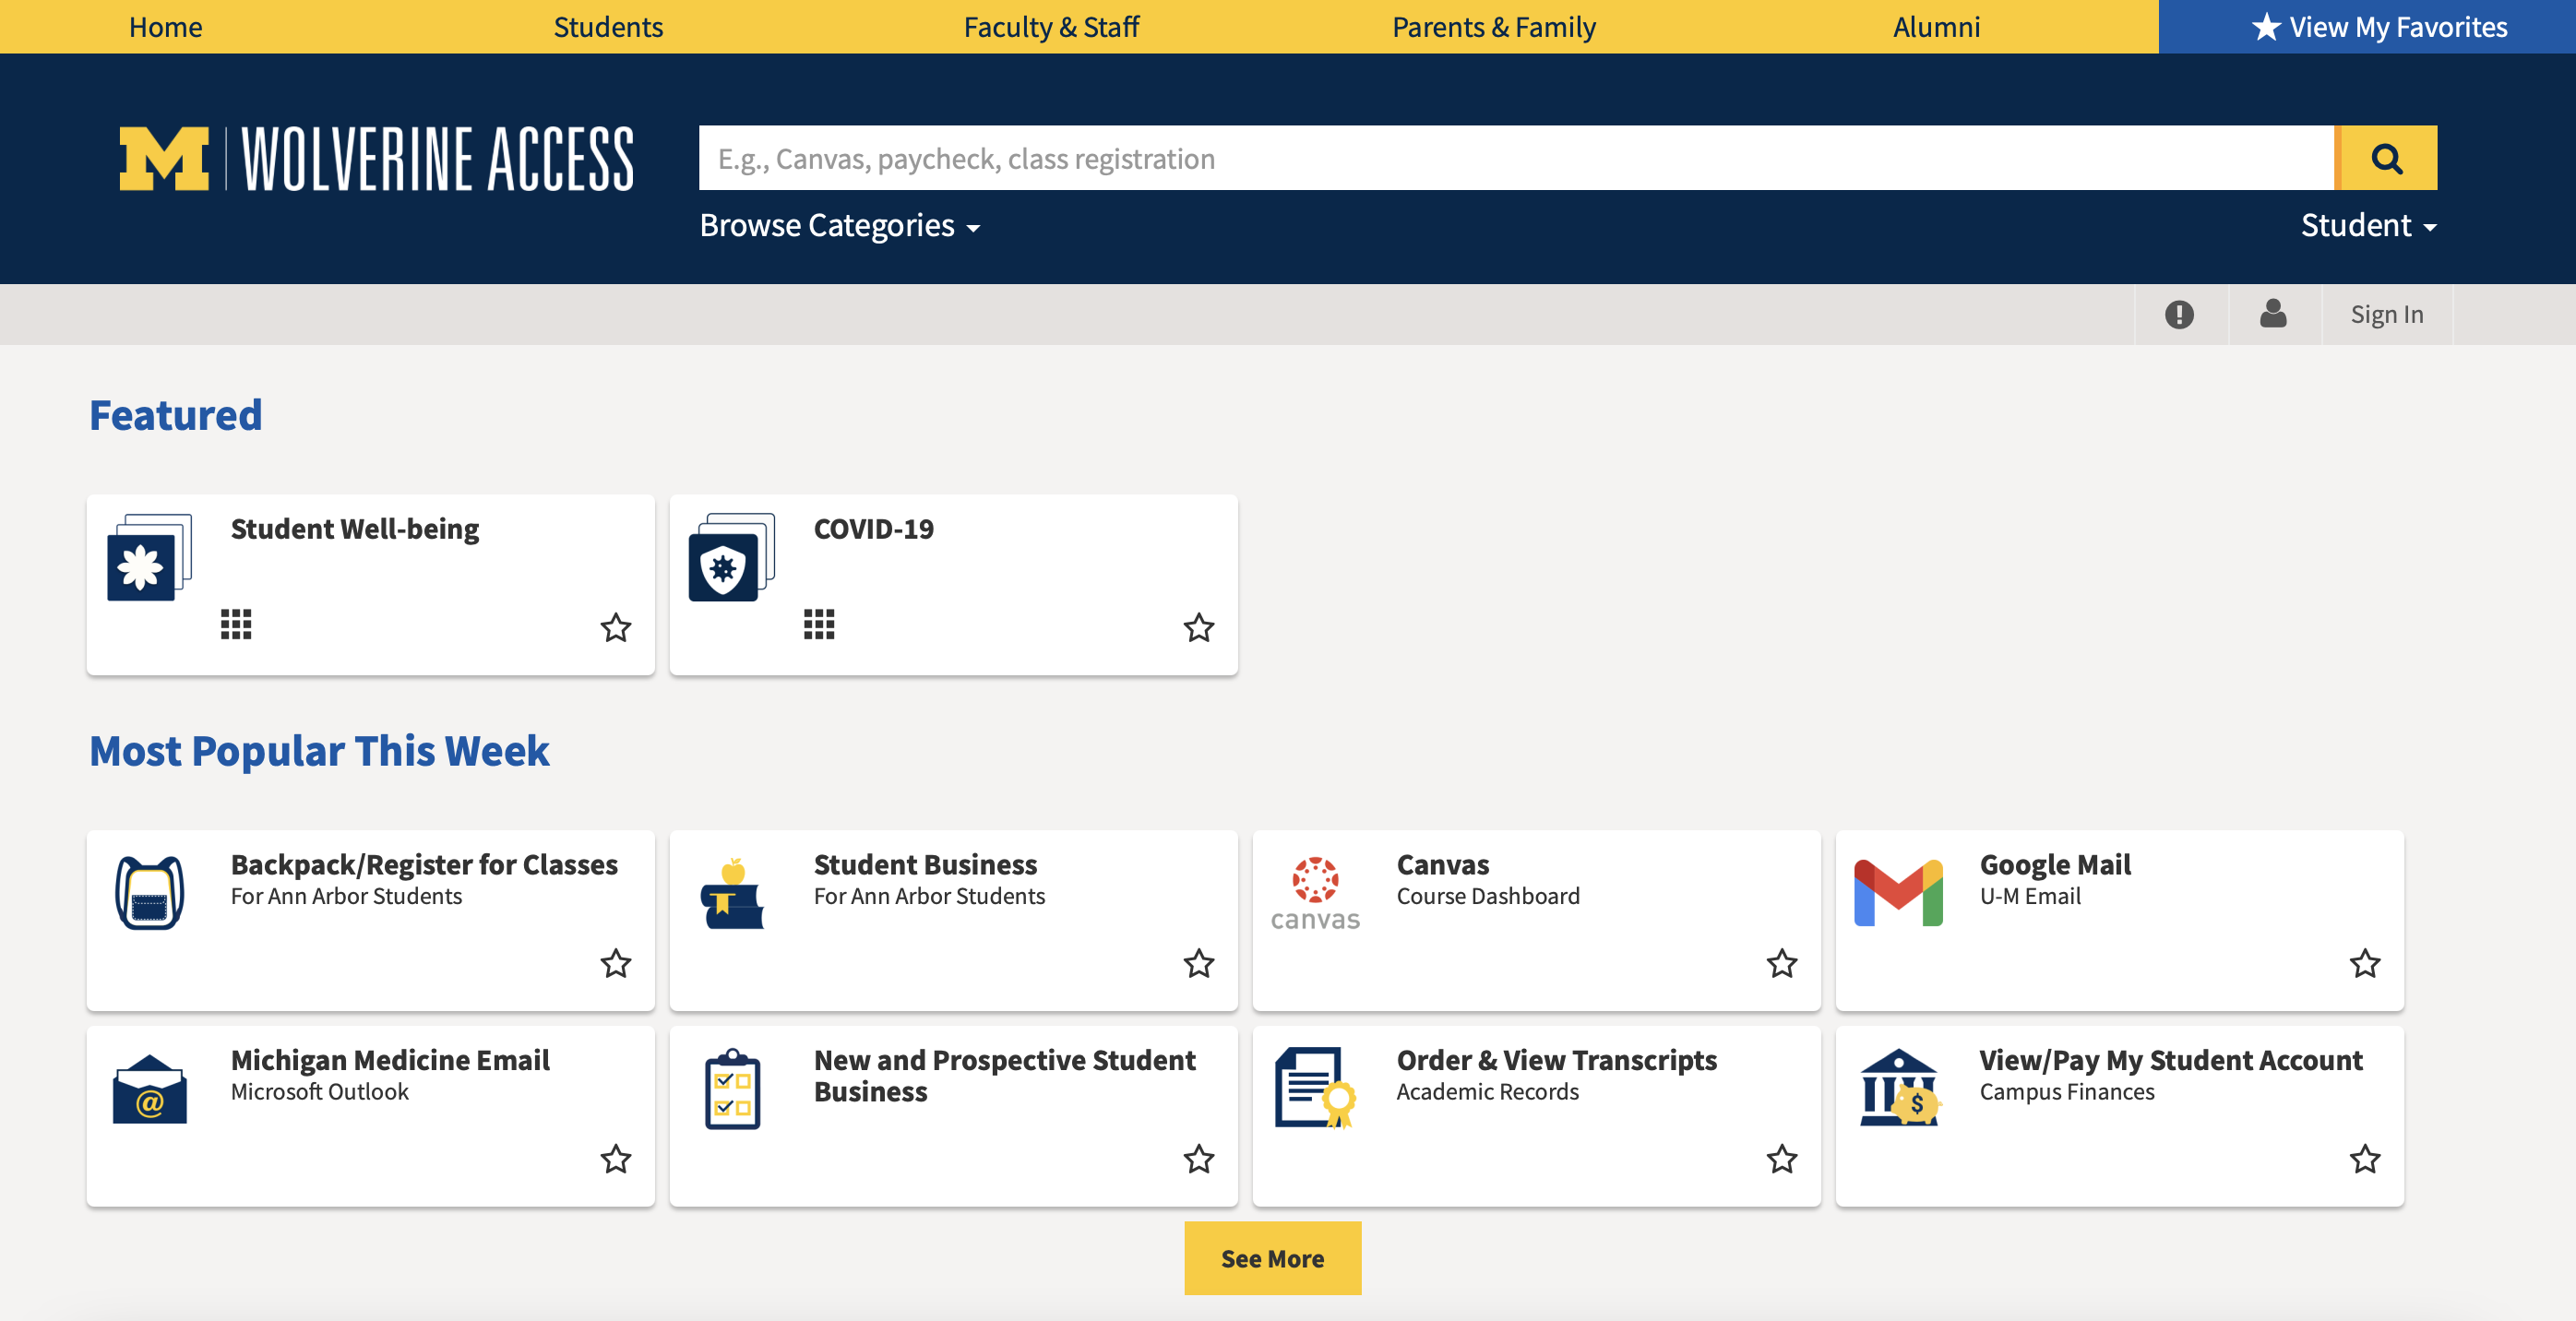 Home Students Faculty & Staff Parents & Family Alumni View My Favorites
M WOLVERINE ACCESS
E.g., Canvas, paycheck, class registration
Browse Categories
Student
Sign In
Featured
Student Well-being
COVID-19
Most Popular This Week
Backpack/Register for Classes
For Ann Arbor Students
Student Business
For Ann Arbor Students
canvas
Canvas
Course Dashboard
Google Mail
U-M Email
@
Michigan Medicine Email
Microsoft Outlook
New and Prospective Student
Business
Order & View Transcripts
Academic Records
$
View/Pay My Student Account
Campus Finances
See More